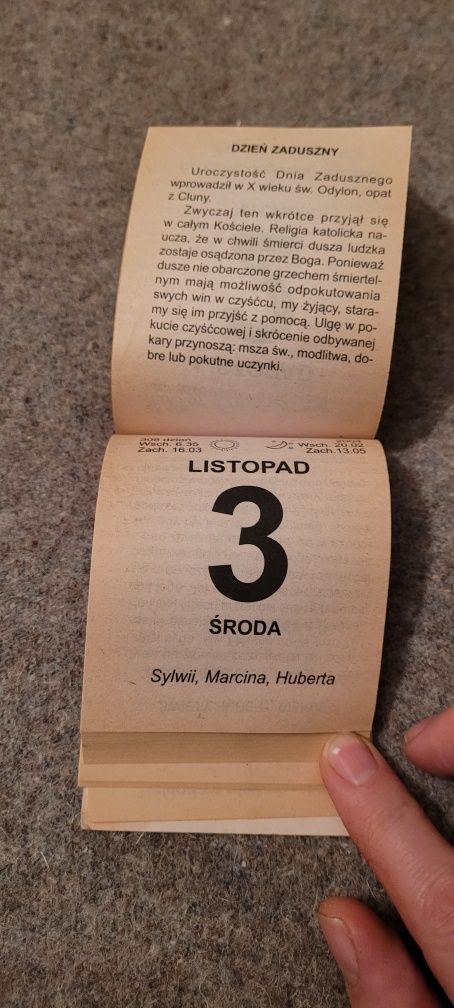 DZIEŃ ZADUSZNY
Uroczystość Dnia Zadusznego
wprowadził w X wieku św. Odylon, opat
z Cluny.
Zwyczaj ten wkrótce przyjął się
w całym Kościele. Religia katolicka na-
ucza, że w chwili śmierci dusza ludzka
zostaje osądzona przez Boga. Ponieważ
dusze nie obarczone grzechem śmiertel-
nym mają możliwość odpokutowania
swych win w czyśćcu, my żyjący, stara-
my się im przyjść z pomocą. Ulgę w po-
kucie czyśćcowej i skrócenie odbywanej
kary przynoszą: msza św., modlitwa, do-
bre lub pokutne uczynki.
308 dzień 2004
Wsch. 6.35 Wsch. 20.02
Zach. 16.03 Zach.13.05
LISTOPAD
3
ŚRODA
Sylwii, Marcina, Huberta